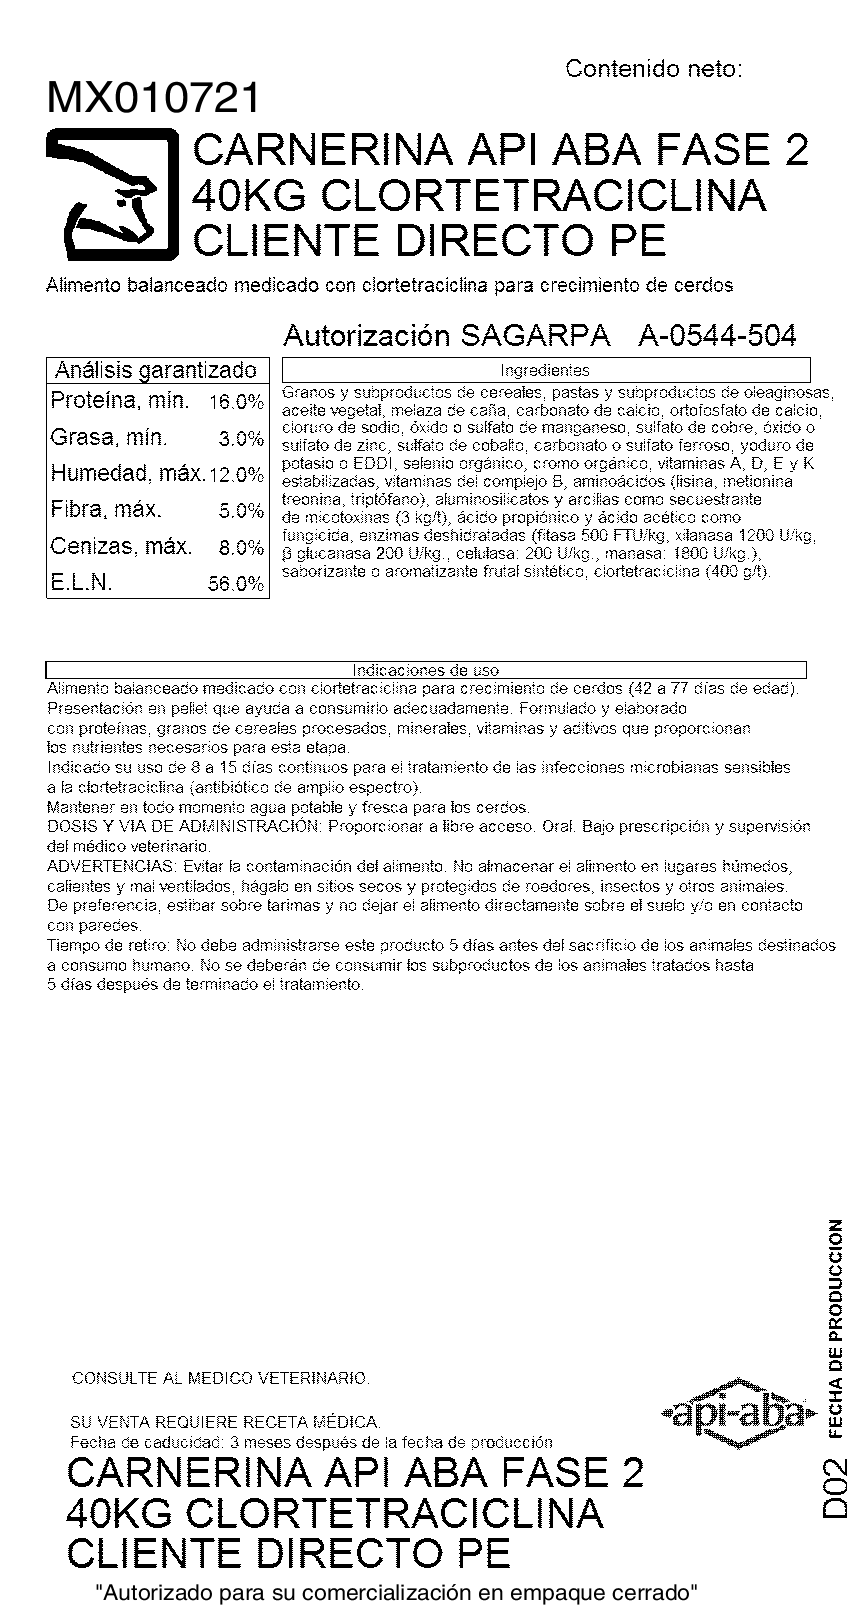 Contenido neto:
MX010721
CARNERINA API ABA FASE 2
40KG CLORTETRACICLINA
CLIENTE DIRECTO PE
Alimento balanceado medicado con clortetraciclina para crecimiento de cerdos
Autorización SAGARPA A-0544-504
Análisis garantizado
Proteína, mín. 16.0%
Grasa, mín. 3.0%
Humedad, máx. 12.0%
Fibra, máx. 5.0%
Cenizas, máx. 8.0%
E.L.N. 56.0%
Ingredientes
Granos y subproductos de cereales, pastas y subproductos de oleaginosas,
aceite vegetal, melaza de caña, carbonato de calcio, ortofosfato de calcio,
cloruro de sodio, óxido o sulfato de manganeso, sulfato de cobre, óxido o
sulfato de zinc, sulfato de cobalto, carbonato o sulfato ferroso, yoduro de
potasio o EDDI, selenio orgánico, cromo orgánico, vitaminas A, D, E y K
estabilizadas, vitaminas del complejo B, aminoácidos (lisina, metionina
treonina, triptófano), aluminosilicatos y arcillas como secuestrante
de micotoxinas (3 kg/t), ácido propiónico y ácido acético como
fungicida, enzimas deshidratadas (fitasa 500 FTU/kg, xilanasa 1200 U/kg,
β glucanasa 200 U/kg., celulasa: 200 U/kg., manasa: 1800 U/kg.),
saborizante o aromatizante frutal sintético, clortetraciclina (400 g/t).
Indicaciones de uso
Alimento balanceado medicado con clortetraciclina para crecimiento de cerdos (42 a 77 días de edad).
Presentación en pellet que ayuda a consumirlo adecuadamente. Formulado y elaborado
con proteínas, granos de cereales procesados, minerales, vitaminas y aditivos que proporcionan
los nutrientes necesarios para esta etapa.
Indicado su uso de 8 a 15 días continuos para el tratamiento de las infecciones microbianas sensibles
a la clortetraciclina (antibiótico de amplio espectro).
Mantener en todo momento agua potable y fresca para los cerdos.
DOSIS Y VIA DE ADMINISTRACIÓN: Proporcionar a libre acceso. Oral. Bajo prescripción y supervisión
del médico veterinario.
ADVERTENCIAS: Evitar la contaminación del alimento. No almacenar el alimento en lugares húmedos,
calientes y mal ventilados, hágalo en sitios secos y protegidos de roedores, insectos y otros animales.
De preferencia, estibar sobre tarimas y no dejar el alimento directamente sobre el suelo y/o en contacto
con paredes.
Tiempo de retiro: No debe administrarse este producto 5 días antes del sacrificio de los animales destinados
a consumo humano. No se deberán de consumir los subproductos de los animales tratados hasta
5 días después de terminado el tratamiento.
FECHA DE PRODUCCION
D02
CONSULTE AL MEDICO VETERINARIO.
api-aba
SU VENTA REQUIERE RECETA MÉDICA.
Fecha de caducidad: 3 meses después de la fecha de producción
CARNERINA API ABA FASE 2
40KG CLORTETRACICLINA
CLIENTE DIRECTO PE
"Autorizado para su comercialización en empaque cerrado"